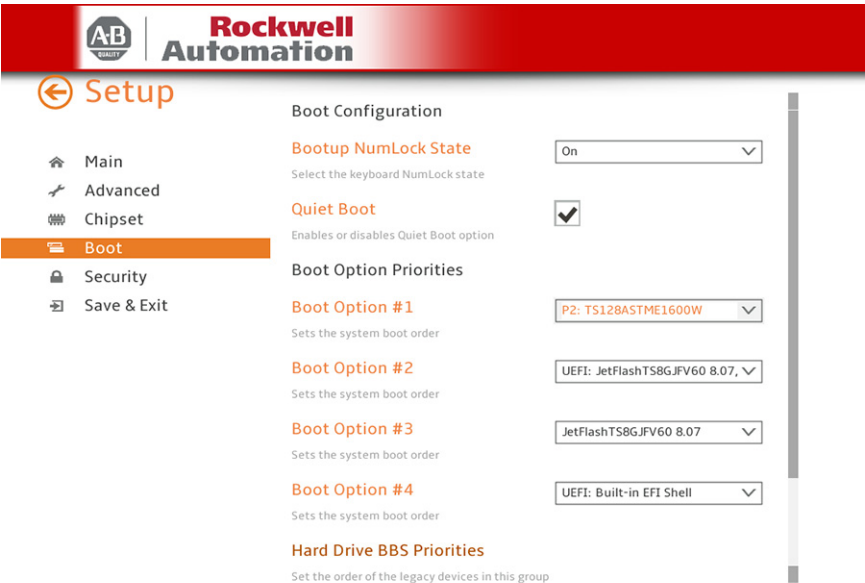 A-B
QUALITY
Rockwell
Automation
Setup
Main
Advanced
Chipset
Boot
Security
Save & Exit
Boot Configuration
Bootup NumLock State
On
Select the keyboard NumLock state
Quiet Boot
Enables or disables Quiet Boot option
Boot Option Priorities
Boot Option #1
P2: TS128ASTME1600W
Sets the system boot order
Boot Option #2
UEFI: JetFlashTS8GJFV60 8.07,
Sets the system boot order
Boot Option #3
JetFlashTS8GJFV60 8.07
Sets the system boot order
Boot Option #4
UEFI: Built-in EFI Shell
Sets the system boot order
Hard Drive BBS Priorities
Set the order of the legacy devices in this group